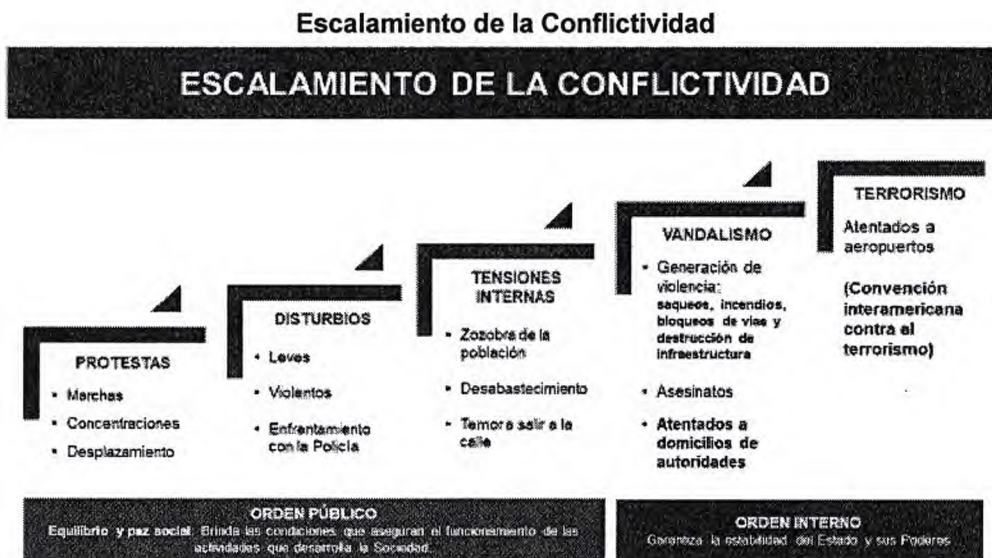 Escalamiento de la Conflictividad
ESCALAMIENTO DE LA CONFLICTIVIDAD
PROTESTAS
• Marchas
• Concentraciones
• Desplazamiento
DISTURBIOS
• Leves
• Violentos
• Enfrentamiento
con la Policía
TENSIONES
INTERNAS
• Zozobra de la
población
• Desabastecimiento
• Temor a salir a la
calle
VANDALISMO
• Generación de
violencia:
saqueos, incendios,
bloqueos de vías y
destrucción de
infraestructura
• Asesinatos
• Atentados a
domicilios de
autoridades
TERRORISMO
Atentados a
aeropuertos
(Convención
interamericana
contra el
terrorismo)
ORDEN PÚBLICO
Equilibrio y paz social: Brinda las condiciones que aseguran el funcionamiento de las
actividades que desarrolla la Sociedad.
ORDEN INTERNO
Garantiza la estabilidad del Estado y sus Poderes